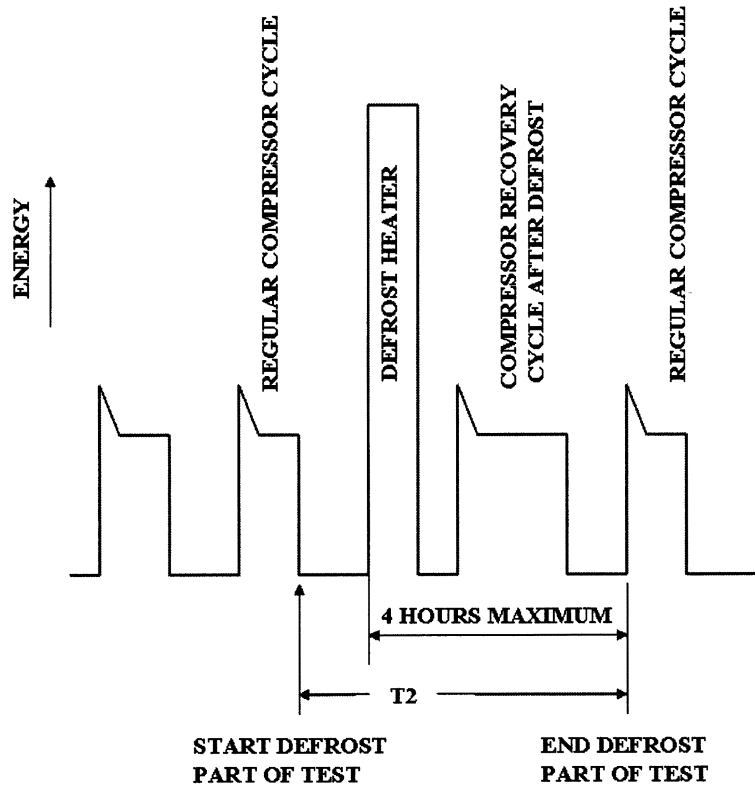 ENERGY
REGULAR COMPRESSOR CYCLE
DEFROST HEATER
COMPRESSOR RECOVERY
CYCLE AFTER DEFROST
REGULAR COMPRESSOR CYCLE
4 HOURS MAXIMUM
T2
START DEFROST
PART OF TEST
END DEFROST
PART OF TEST